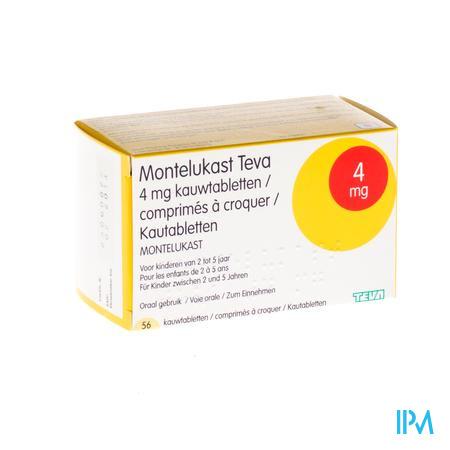 Montelukast Teva
4 mg kauwtabletten /
comprimés à croquer /
Kautabletten
MONTELUKAST
Voor kinderen van 2 tot 5 jaar
Pour les enfants de 2 à 5 ans
Für Kinder zwischen 2 und 5 Jahren
Oraal gebruik / Voie orale / Zum Einnehmen
56 kauwtabletten / comprimés à croquer / Kautabletten
4
mg
TEVA
IPM